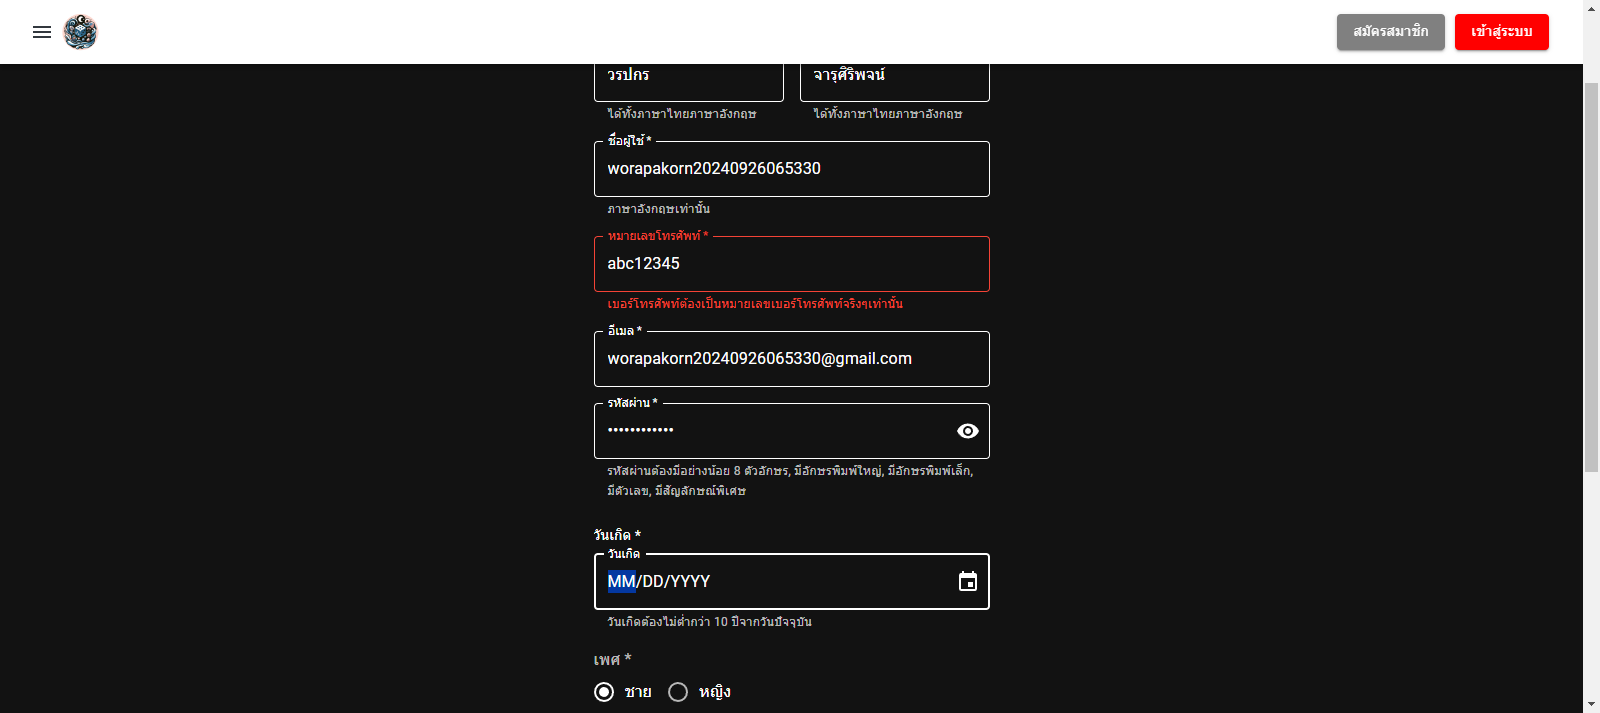 สมัครสมาชิก เข้าสู่ระบบ
วรปกร จารุศิริพจน์
ได้ทั้งภาษาไทยภาษาอังกฤษ ได้ทั้งภาษาไทยภาษาอังกฤษ
ชื่อผู้ใช้ *
worapakorn20240926065330
ภาษาอังกฤษเท่านั้น
หมายเลขโทรศัพท์ *
abc12345
เบอร์โทรศัพท์ต้องเป็นหมายเลขเบอร์โทรศัพท์จริงๆเท่านั้น
อีเมล *
worapakorn20240926065330@gmail.com
รหัสผ่าน *
••••••••••••
รหัสผ่านต้องมีอย่างน้อย 8 ตัวอักษร, มีอักษรพิมพ์ใหญ่, มีอักษรพิมพ์เล็ก,
มีตัวเลข, มีสัญลักษณ์พิเศษ
วันเกิด *
วันเกิด
MM/DD/YYYY
วันเกิดต้องไม่ต่ำกว่า 10 ปีจากวันปัจจุบัน
เพศ *
ชาย หญิง